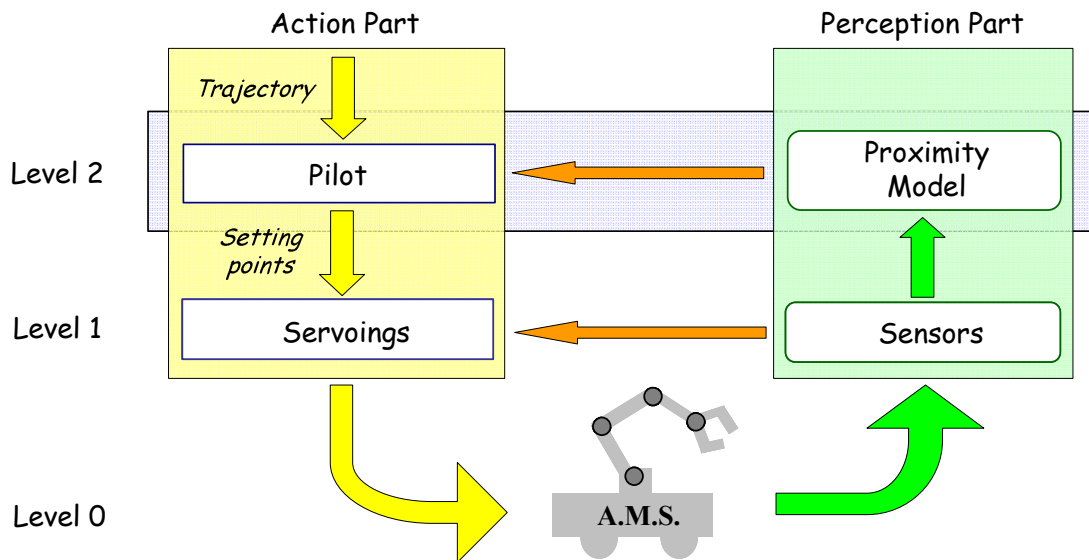 Action Part
Perception Part
Trajectory
Level 2
Pilot
Proximity
Model
Setting
points
Level 1
Servoings
Sensors
Level 0
A.M.S.